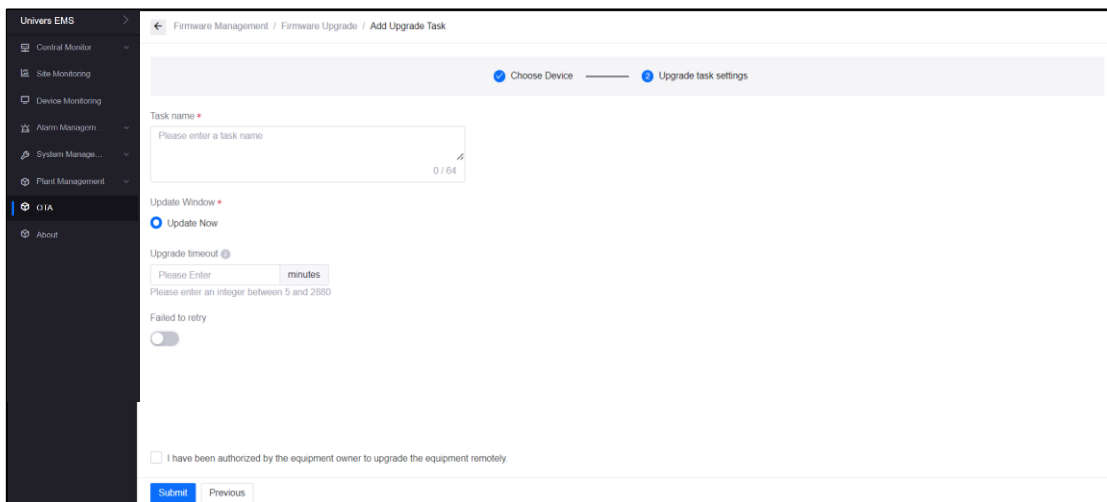 Univers EMS
Firmware Management / Firmware Upgrade / Add Upgrade Task
Central Monitor
Site Monitoring
Device Monitoring
Alarm Managem...
System Manage...
Plant Management
OTA
About
Choose Device
2 Upgrade task settings
Task name *
Please enter a task name
0 / 64
Update Window *
Update Now
Upgrade timeout
Please Enter minutes
Please enter an integer between 5 and 2880
Failed to retry
I have been authorized by the equipment owner to upgrade the equipment remotely.
Submit Previous